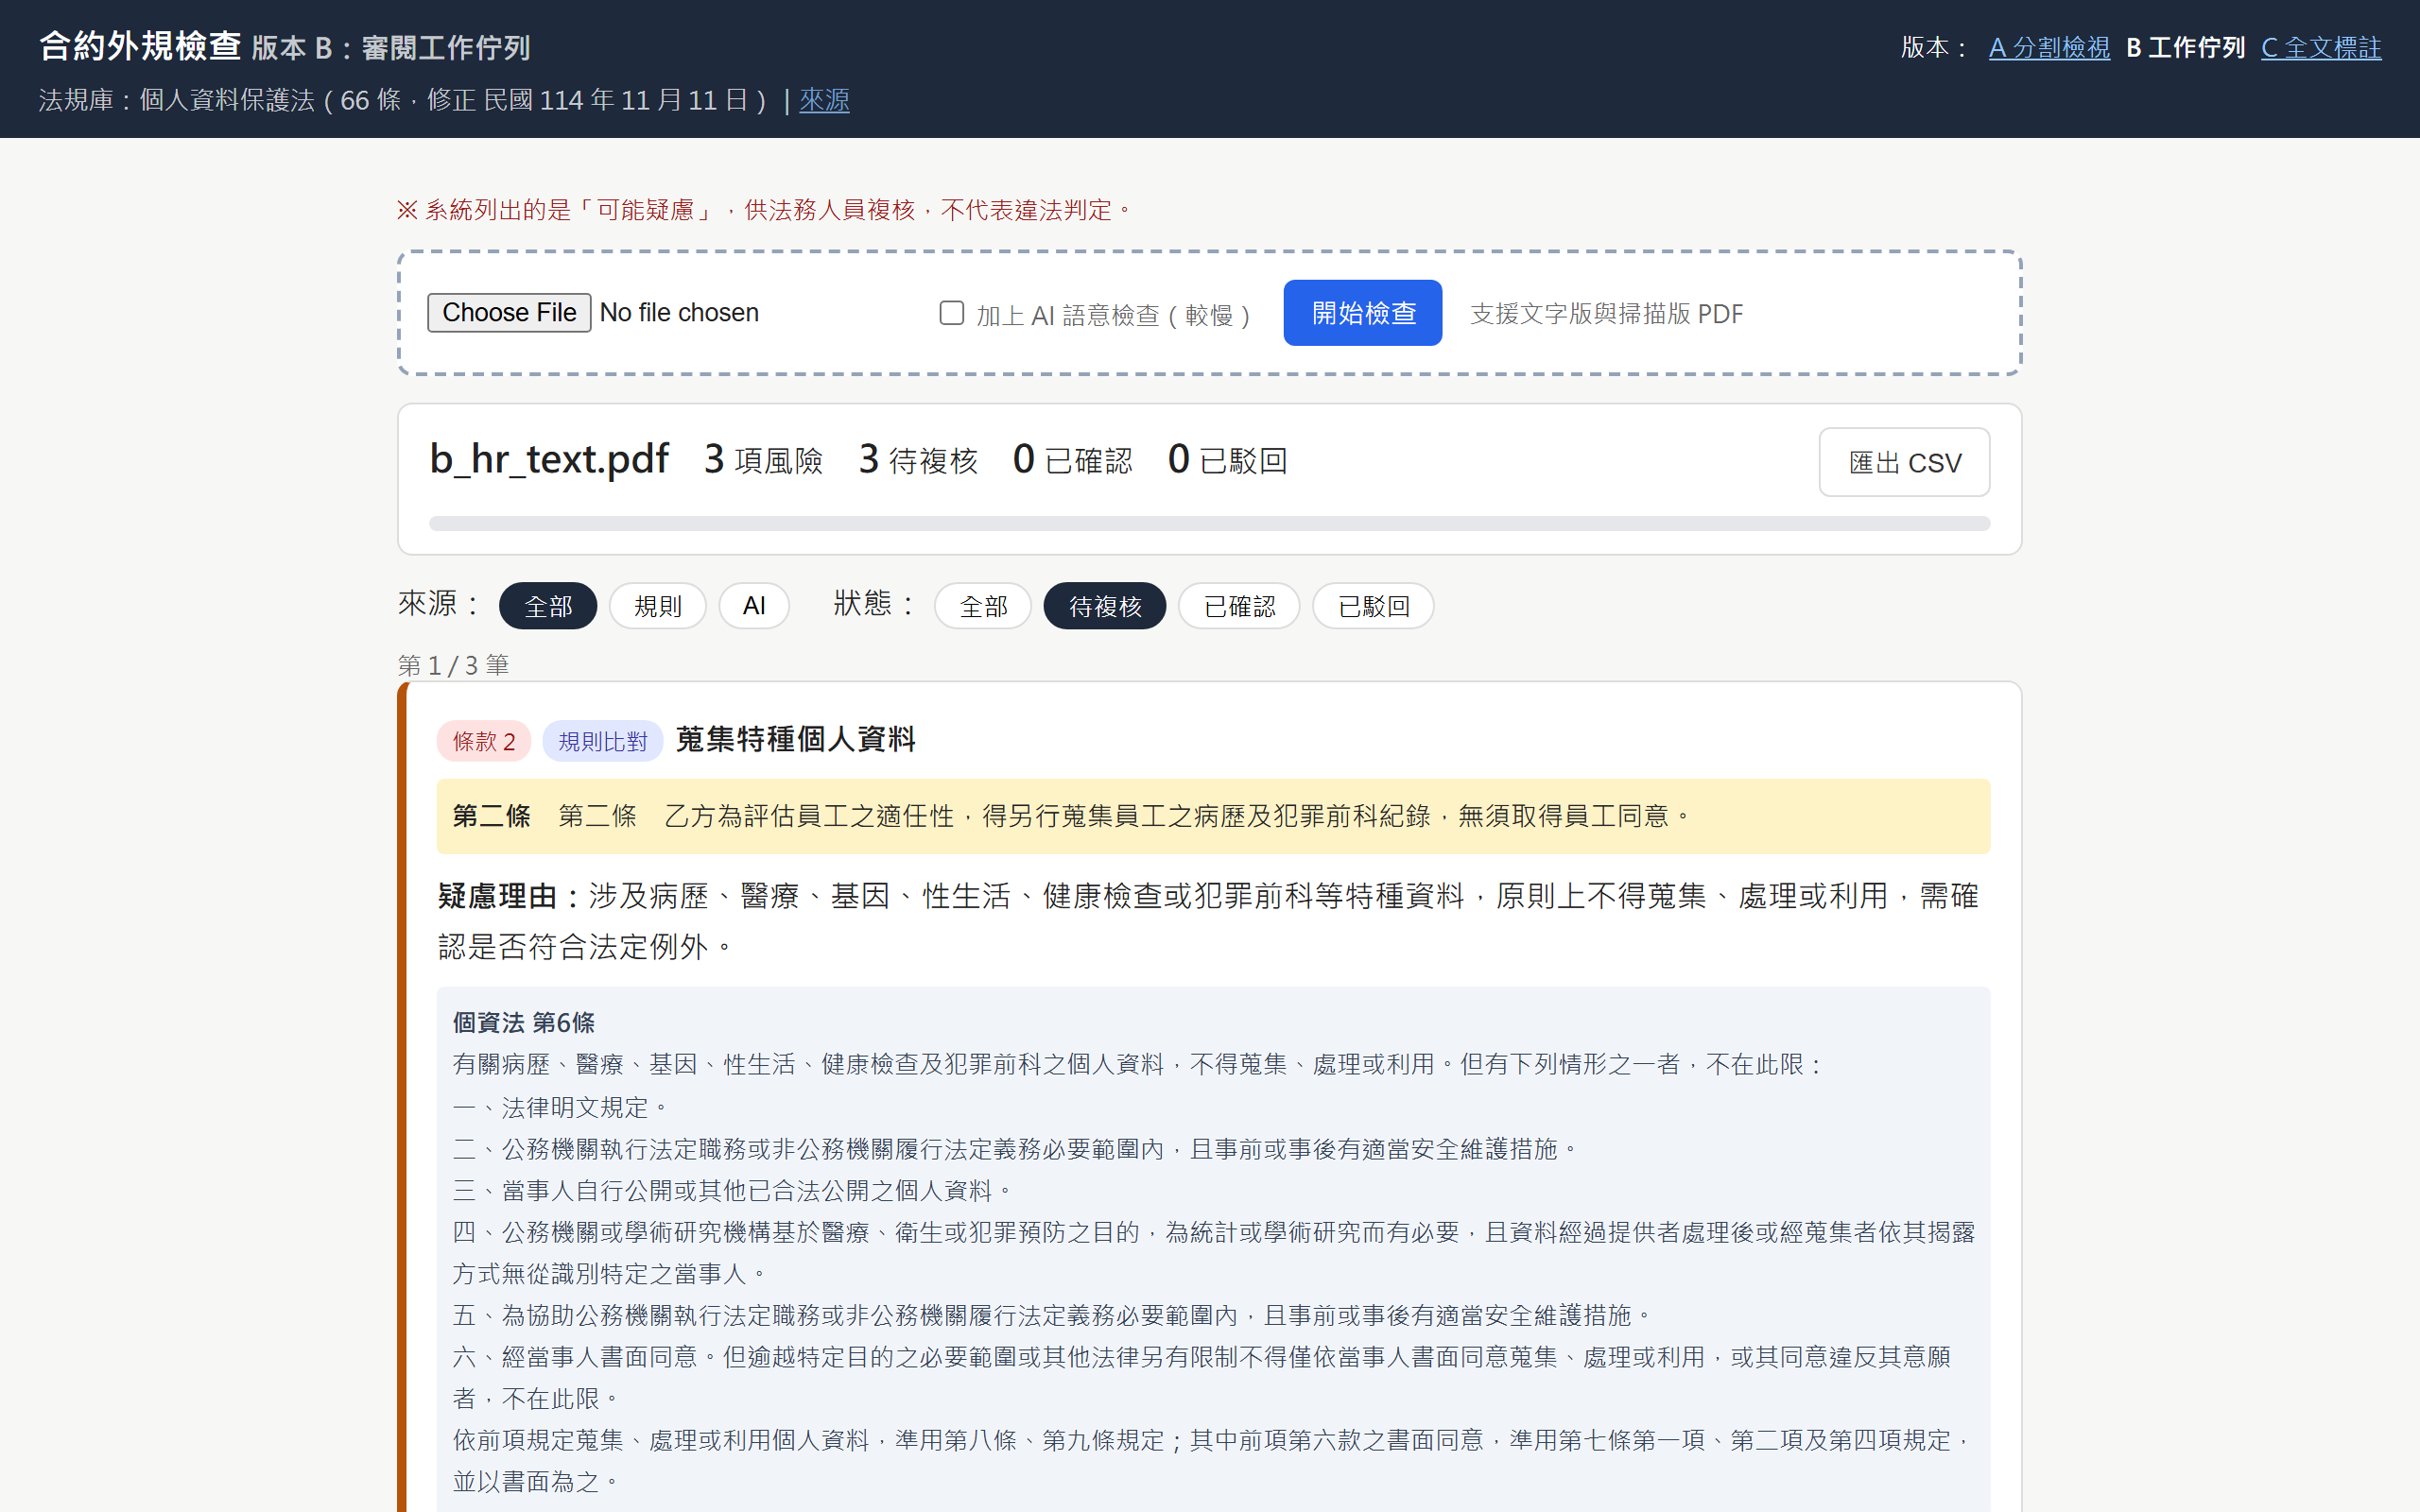 合約外規檢查 版本 B：審閱工作佇列
版本： A 分割檢視 B 工作佇列 C 全文標註
法規庫：個人資料保護法（66 條，修正 民國 114 年 11 月 11 日）｜來源
※ 系統列出的是「可能疑慮」，供法務人員複核，不代表違法判定。
Choose File No file chosen 加上 AI 語意檢查（較慢） 開始檢查 支援文字版與掃描版 PDF
b_hr_text.pdf 3 項風險 3 待複核 0 已確認 0 已駁回 匯出 CSV
來源： 全部 規則 AI 狀態： 全部 待複核 已確認 已駁回
第 1 / 3 筆
條款 2 規則比對 蒐集特種個人資料
第二條 第二條 乙方為評估員工之適任性，得另行蒐集員工之病歷及犯罪前科紀錄，無須取得員工同意。
疑慮理由：涉及病歷、醫療、基因、性生活、健康檢查或犯罪前科等特種資料，原則上不得蒐集、處理或利用，需確
認是否符合法定例外。
個資法 第6條
有關病歷、醫療、基因、性生活、健康檢查及犯罪前科之個人資料，不得蒐集、處理或利用。但有下列情形之一者，不在此限：
一、法律明文規定。
二、公務機關執行法定職務或非公務機關履行法定義務必要範圍內，且事前或事後有適當安全維護措施。
三、當事人自行公開或其他已合法公開之個人資料。
四、公務機關或學術研究機構基於醫療、衛生或犯罪預防之目的，為統計或學術研究而有必要，且資料經過提供者處理後或經蒐集者依其揭露
方式無從識別特定之當事人。
五、為協助公務機關執行法定職務或非公務機關履行法定義務必要範圍內，且事前或事後有適當安全維護措施。
六、經當事人書面同意。但逾越特定目的之必要範圍或其他法律另有限制不得僅依當事人書面同意蒐集、處理或利用，或其同意違反其意願
者，不在此限。
依前項規定蒐集、處理或利用個人資料，準用第八條、第九條規定；其中前項第六款之書面同意，準用第七條第一項、第二項及第四項規定，
並以書面為之。